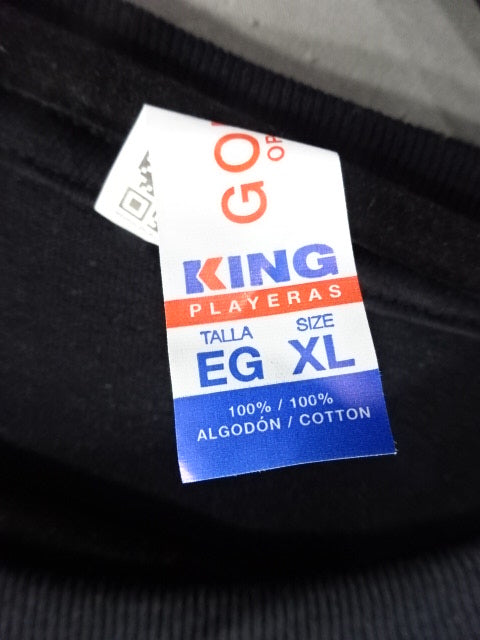 KING
PLAYERAS
TALLA SIZE
EG XL
100% / 100%
ALGODÓN / COTTON